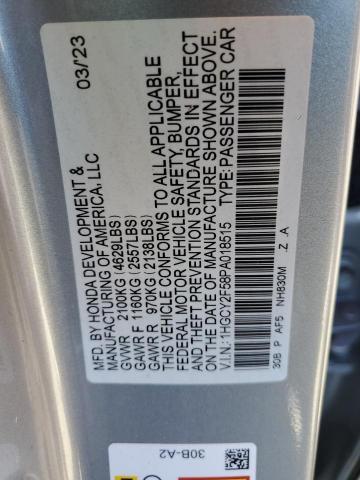 MFD. BY HONDA DEVELOPMENT & 03/'23
MANUFACTURING OF AMERICA, LLC
GVWR 2100KG (4629LBS)
GAWR F 1160KG (2557LBS)
GAWR R 970KG (2138LBS)
THIS VEHICLE CONFORMS TO ALL APPLICABLE
FEDERAL MOTOR VEHICLE SAFETY, BUMPER,
AND THEFT PREVENTION STANDARDS IN EFFECT
ON THE DATE OF MANUFACTURE SHOWN ABOVE.
V.I.N.: 1HGCY2F58PA018515 TYPE: PASSENGER CAR
30B P AF5 NH830M Z .A
30B-A2